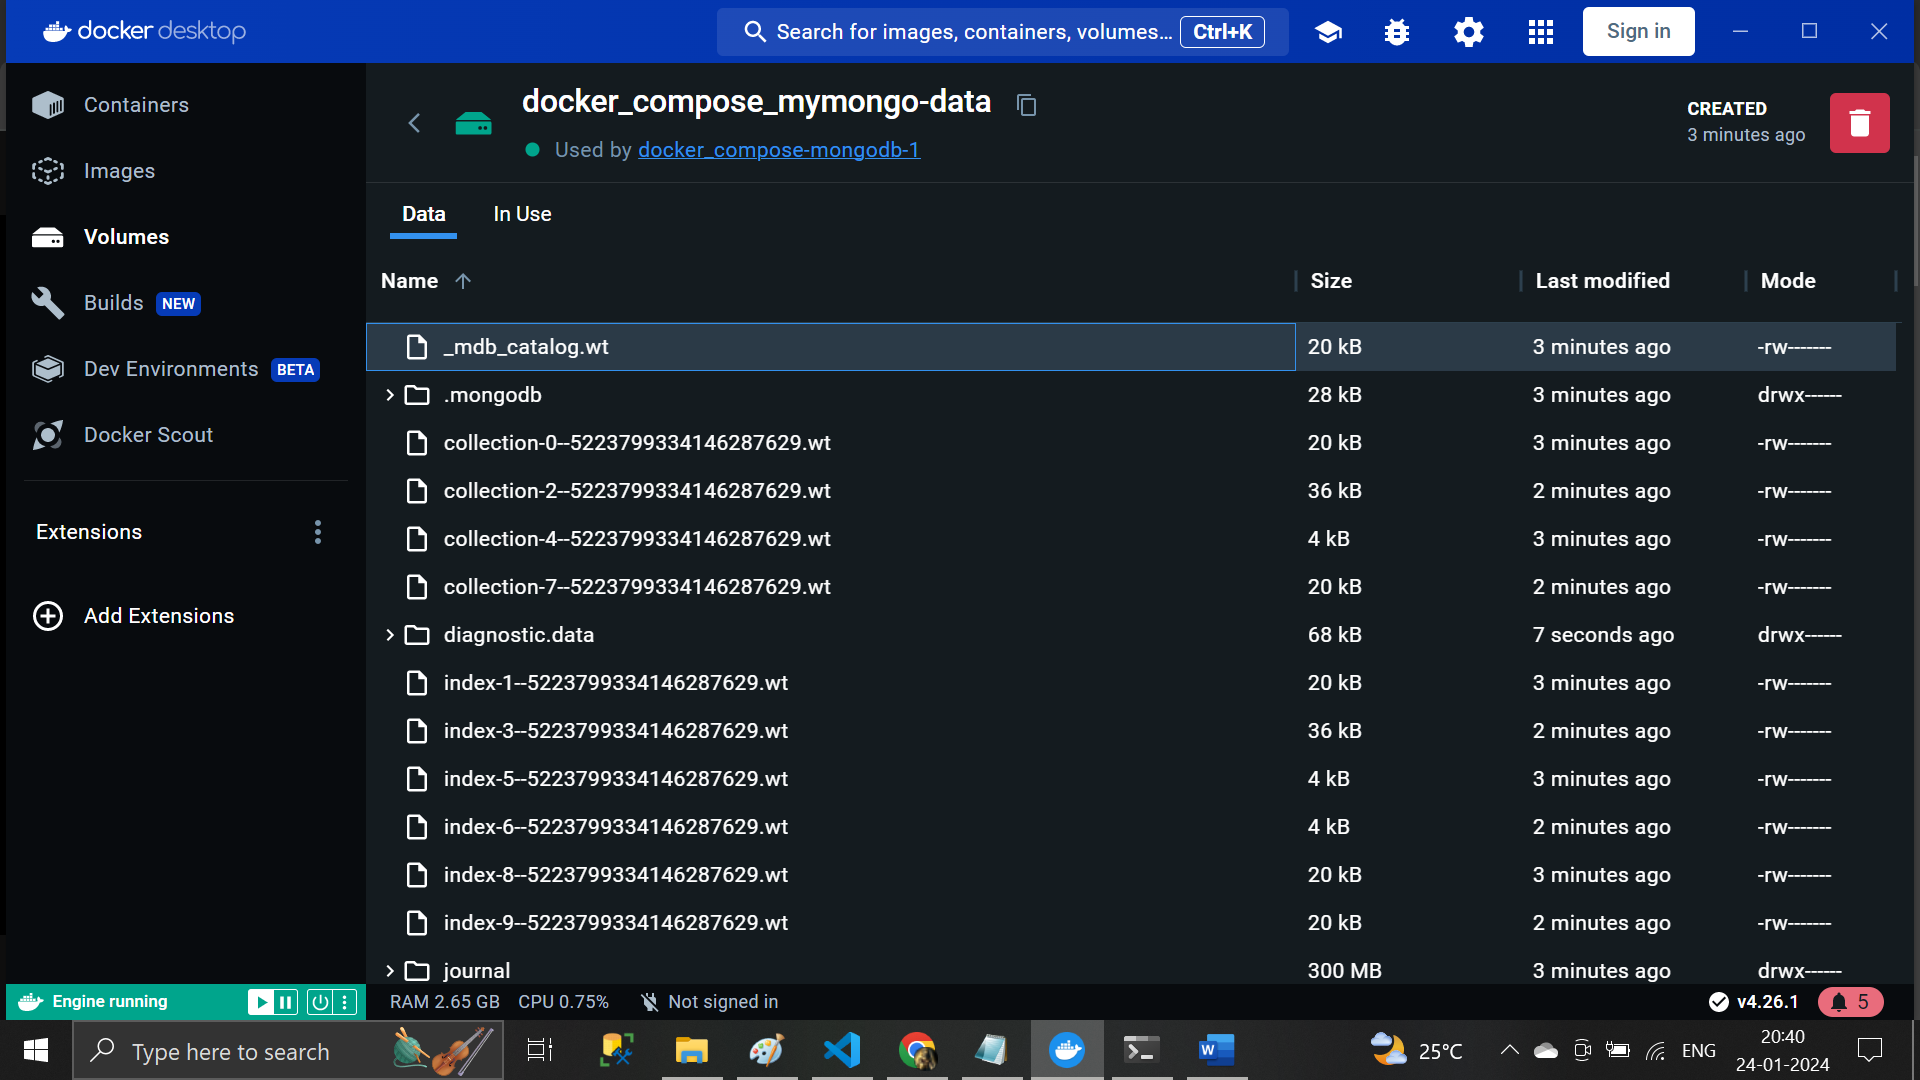 docker desktop
Search for images, containers, volumes... Ctrl+K
Sign in
Containers
Images
Volumes
Builds NEW
Dev Environments BETA
Docker Scout
Extensions
Add Extensions
docker_compose_mymongo-data
Used by docker_compose-mongodb-1
CREATED
3 minutes ago
Data In Use
Name Size Last modified Mode
_mdb_catalog.wt 20 kB 3 minutes ago -rw-------
.mongodb 28 kB 3 minutes ago drwx------
collection-0--5223799334146287629.wt 20 kB 3 minutes ago -rw-------
collection-2--5223799334146287629.wt 36 kB 2 minutes ago -rw-------
collection-4--5223799334146287629.wt 4 kB 3 minutes ago -rw-------
collection-7--5223799334146287629.wt 20 kB 2 minutes ago -rw-------
diagnostic.data 68 kB 7 seconds ago drwx------
index-1--5223799334146287629.wt 20 kB 3 minutes ago -rw-------
index-3--5223799334146287629.wt 36 kB 2 minutes ago -rw-------
index-5--5223799334146287629.wt 4 kB 3 minutes ago -rw-------
index-6--5223799334146287629.wt 4 kB 2 minutes ago -rw-------
index-8--5223799334146287629.wt 20 kB 3 minutes ago -rw-------
index-9--5223799334146287629.wt 20 kB 2 minutes ago -rw-------
journal 300 MB 3 minutes ago drwx------
Engine running
RAM 2.65 GB CPU 0.75% Not signed in
v4.26.1 5
Type here to search
W
25°C
ENG
20:40
24-01-2024